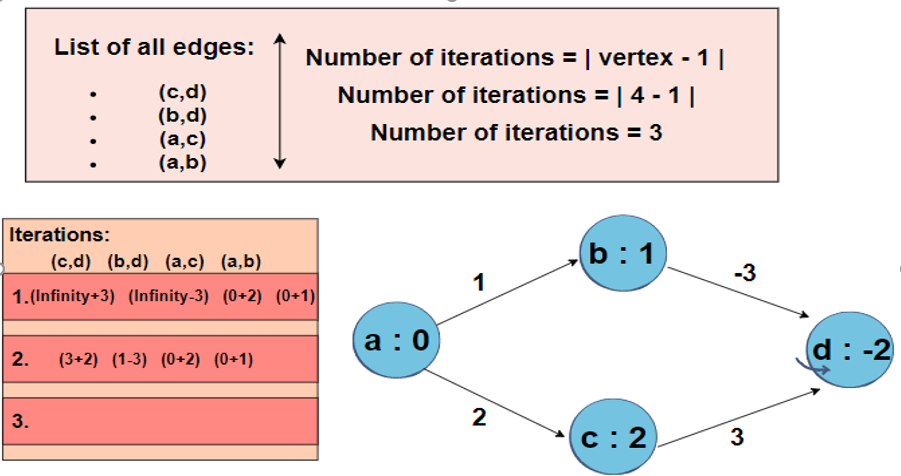 List of all edges:
• (c,d)
• (b,d)
• (a,c)
• (a,b)
Number of iterations = | vertex - 1 |
Number of iterations = | 4 - 1 |
Number of iterations = 3
Iterations:
(c,d) (b,d) (a,c) (a,b)
1.(Infinity+3) (Infinity-3) (0+2) (0+1)
2. (3+2) (1-3) (0+2) (0+1)
3.
1
b : 1
-3
a : 0
d : -2
2
c : 2
3